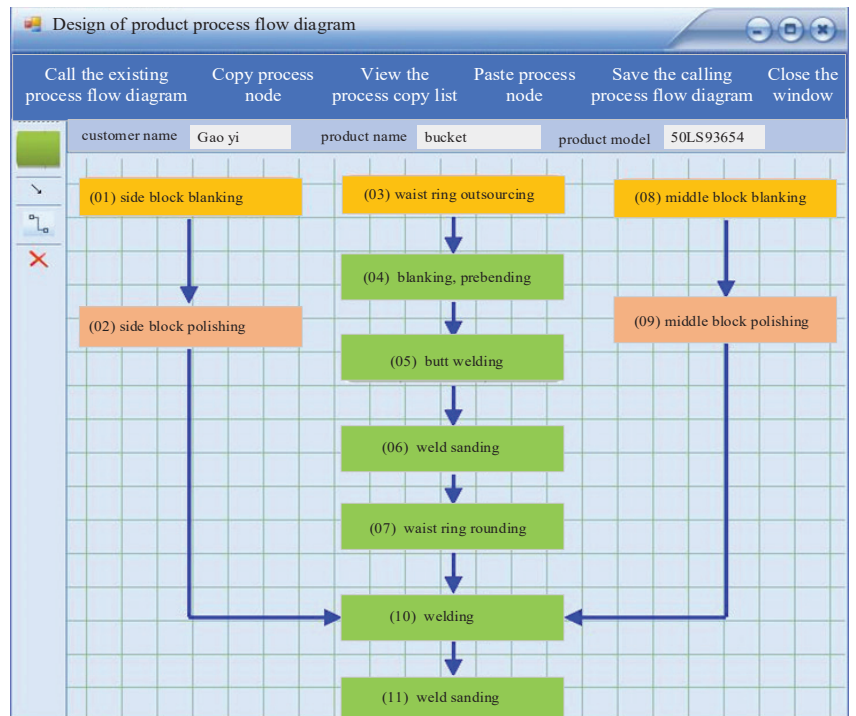 Design of product process flow diagram
Call the existing
process flow diagram
Copy process
node
View the
process copy list
Paste process
node
Save the calling
process flow diagram
Close the
window
customer name Gao yi product name bucket product model 50LS93654
(01) side block blanking
(03) waist ring outsourcing
(08) middle block blanking
(04) blanking, prebending
(02) side block polishing
(09) middle block polishing
(05) butt welding
(06) weld sanding
(07) waist ring rounding
(10) welding
(11) weld sanding